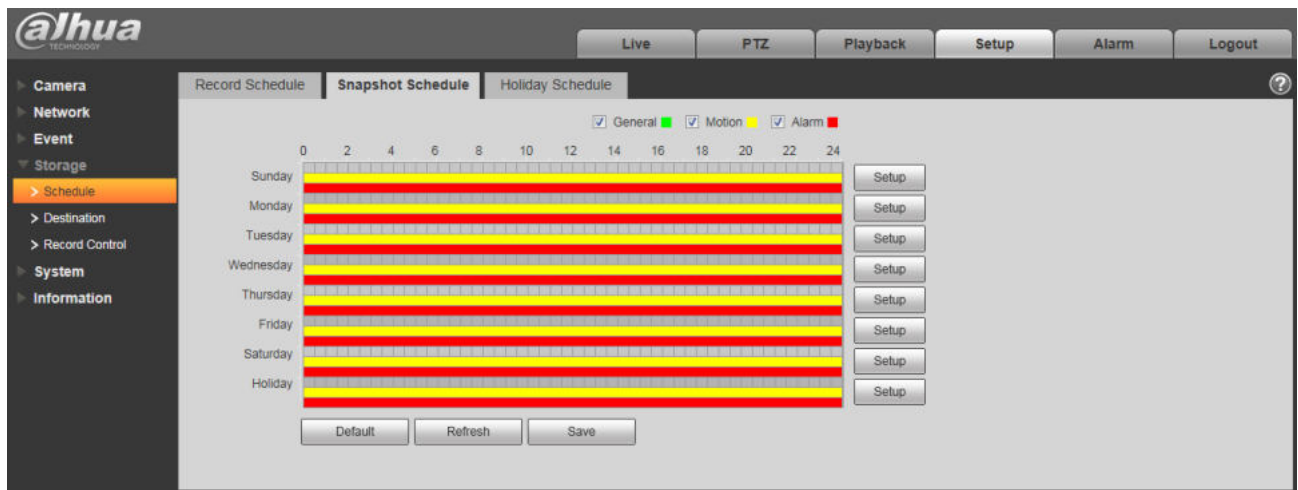 alhua
TECHNOLOGY
Live PTZ Playback Setup Alarm Logout
Camera
Network
Event
Storage
> Schedule
> Destination
> Record Control
System
Information
Record Schedule Snapshot Schedule Holiday Schedule ?
General Motion Alarm
0 2 4 6 8 10 12 14 16 18 20 22 24
Sunday Setup
Monday Setup
Tuesday Setup
Wednesday Setup
Thursday Setup
Friday Setup
Saturday Setup
Holiday Setup
Default Refresh Save